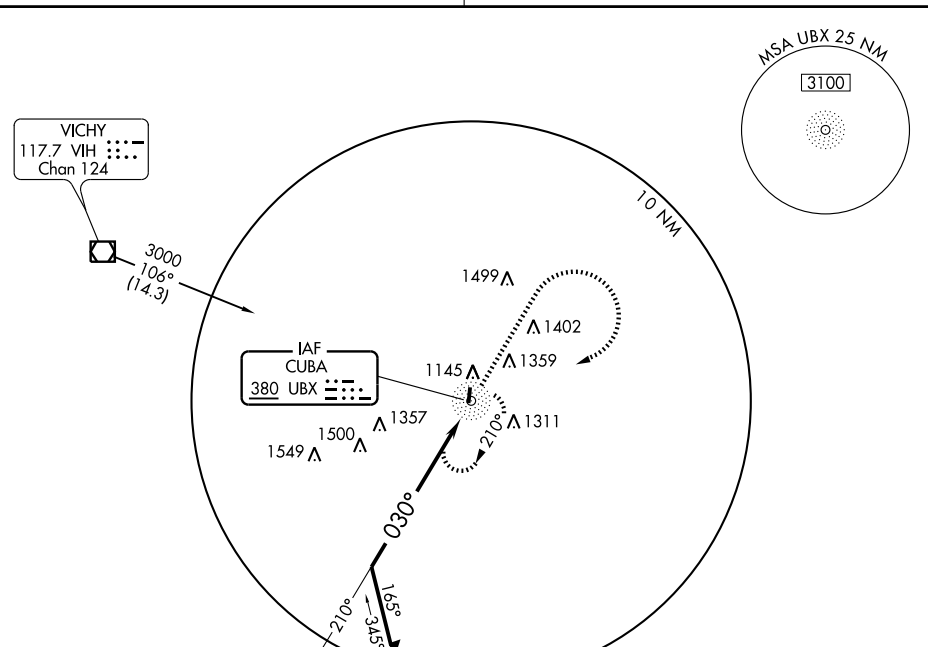 MSA UBX 25 NM
3100
VICHY
117.7 VIH
Chan 124
10 NM
3000
106°
(14.3)
1499
1402
IAF
CUBA
380 UBX
1145
1359
1357
1311
1500
1549
210°
030°
165°
345°
210°